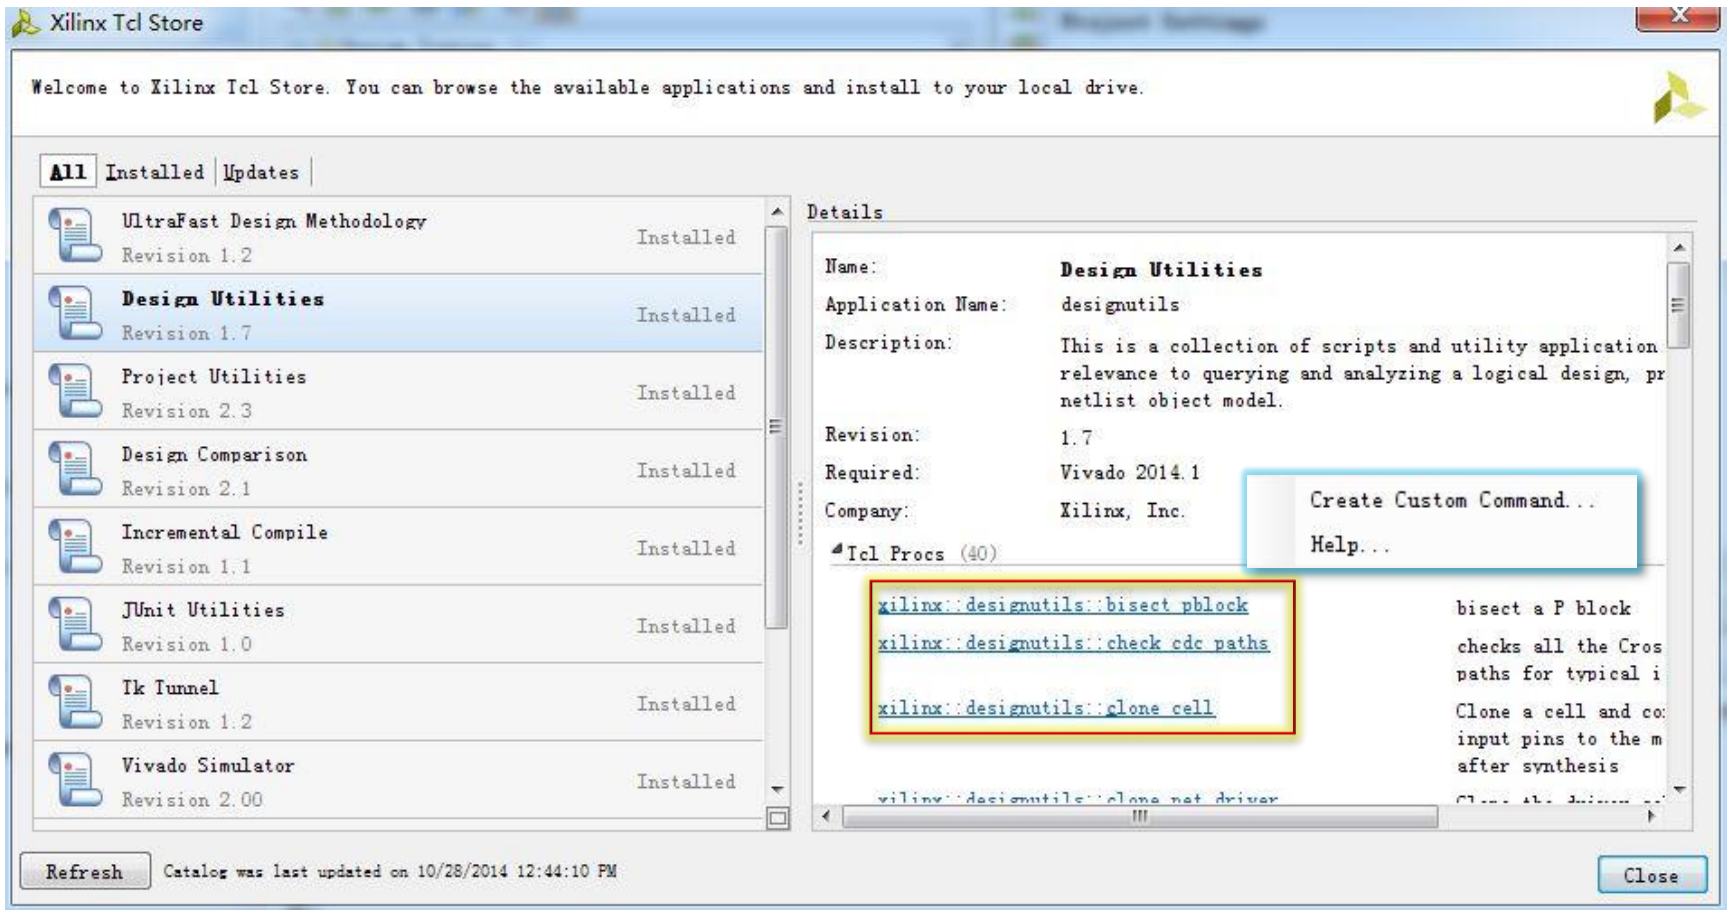 Xilinx Tcl Store
Project Settings
Welcome to Xilinx Tcl Store. You can browse the available applications and install to your local drive.
All Installed Updates
UltraFast Design Methodology
Revision 1.2
Installed
Design Utilities
Revision 1.7
Installed
Project Utilities
Revision 2.3
Installed
Design Comparison
Revision 2.1
Installed
Incremental Compile
Revision 1.1
Installed
JUnit Utilities
Revision 1.0
Installed
Tk Tunnel
Revision 1.2
Installed
Vivado Simulator
Revision 2.00
Installed
Details
Name: Design Utilities
Application Name: designutils
Description: This is a collection of scripts and utility application
relevance to querying and analyzing a logical design, pr
netlist object model.
Revision: 1.7
Required: Vivado 2014.1
Company: Xilinx, Inc.
Create Custom Command...
Help...
Tcl Procs (40)
xilinx::designutils::bisect_pblock bisect a P block
xilinx::designutils::check_cdc_paths checks all the Cros
paths for typical i
xilinx::designutils::clone_cell Clone a cell and co
input pins to the m
after synthesis
xilinx::designutils::clone_net_driver Clone the driver
Refresh Catalog was last updated on 10/28/2014 12:44:10 PM
Close